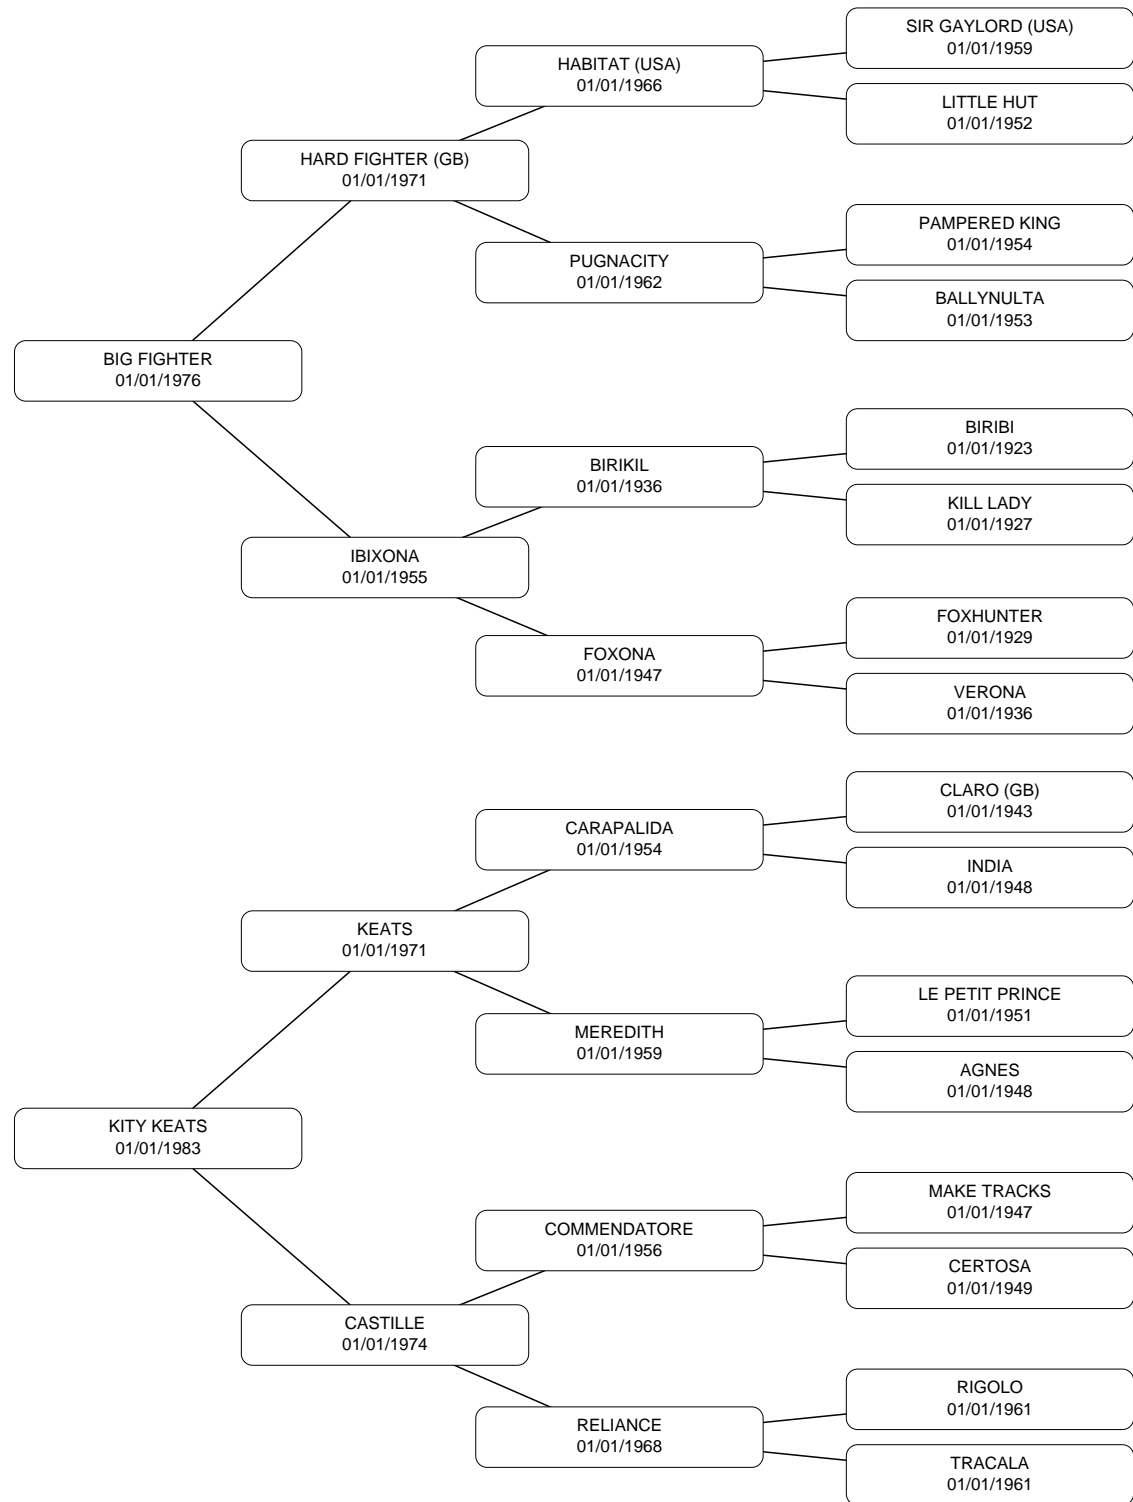 SIR GAYLORD (USA)
01/01/1959
HABITAT (USA)
01/01/1966
LITTLE HUT
01/01/1952
HARD FIGHTER (GB)
01/01/1971
PAMPERED KING
01/01/1954
PUGNACITY
01/01/1962
BALLYNULTA
01/01/1953
BIG FIGHTER
01/01/1976
BIRIBI
01/01/1923
BIRIKIL
01/01/1936
KILL LADY
01/01/1927
IBIXONA
01/01/1955
FOXHUNTER
01/01/1929
FOXONA
01/01/1947
VERONA
01/01/1936
CLARO (GB)
01/01/1943
CARAPALIDA
01/01/1954
INDIA
01/01/1948
KEATS
01/01/1971
LE PETIT PRINCE
01/01/1951
MEREDITH
01/01/1959
AGNES
01/01/1948
KITY KEATS
01/01/1983
MAKE TRACKS
01/01/1947
COMMENDATORE
01/01/1956
CERTOSA
01/01/1949
CASTILLE
01/01/1974
RIGOLO
01/01/1961
RELIANCE
01/01/1968
TRACALA
01/01/1961